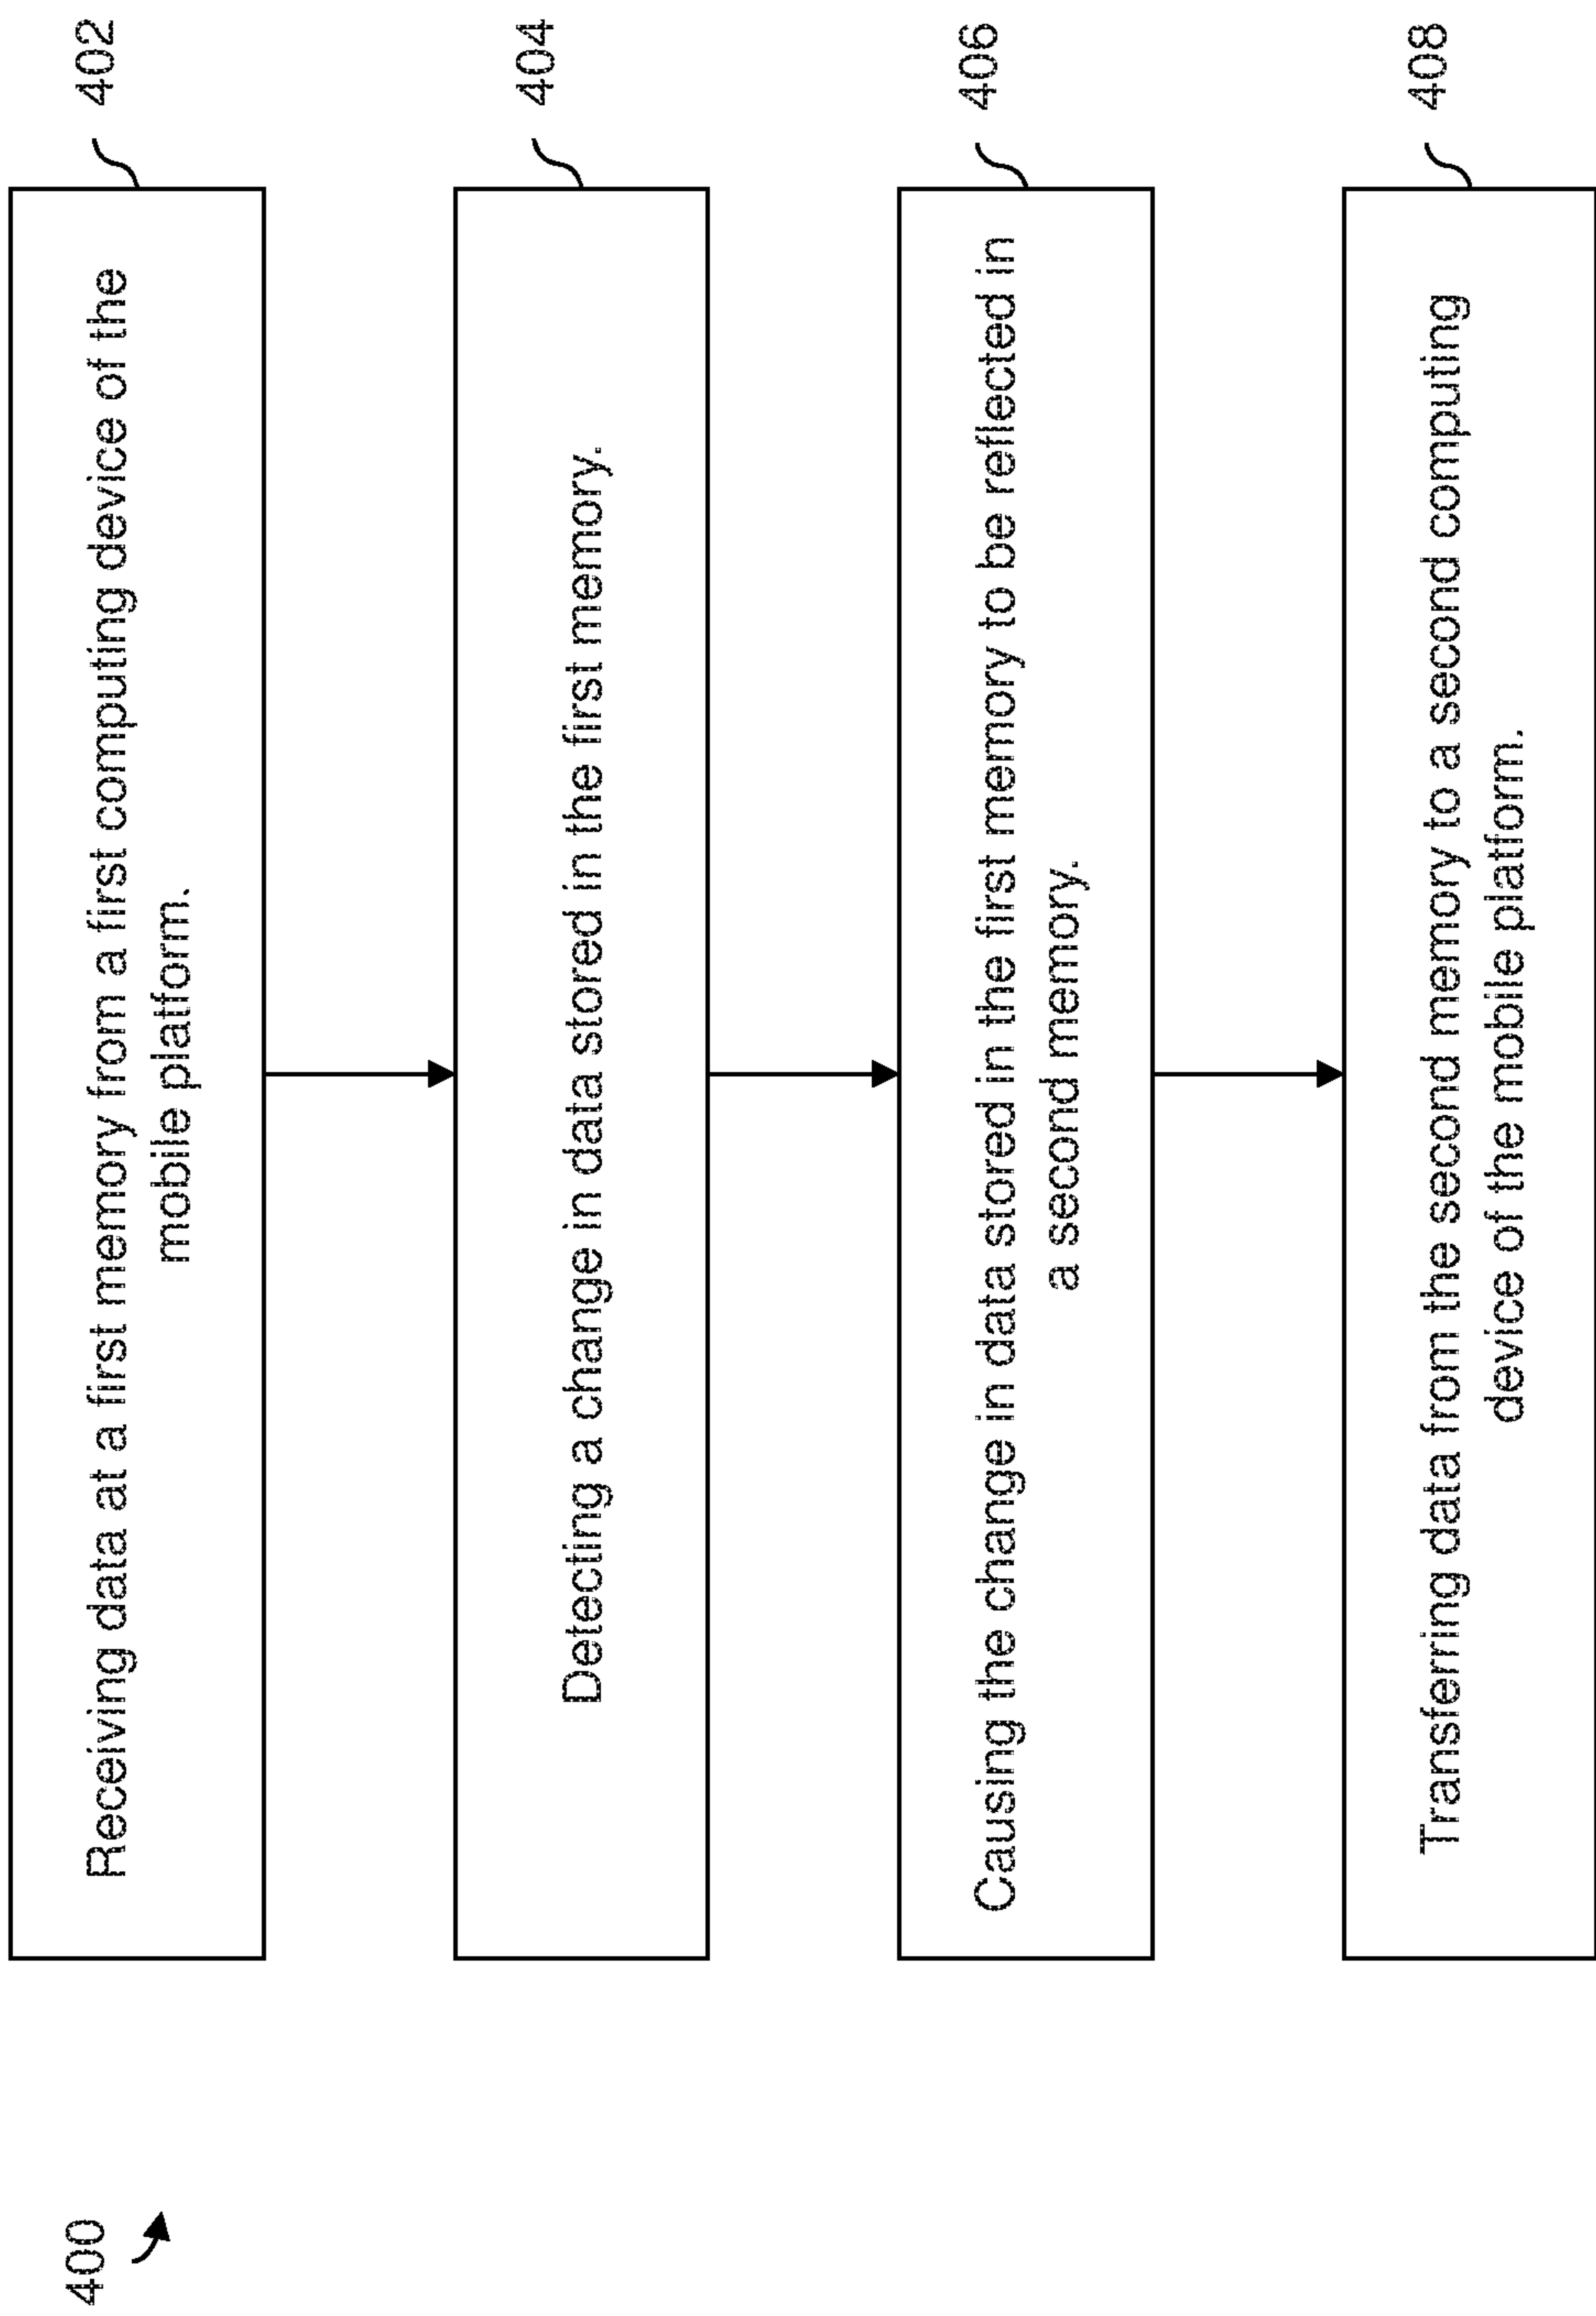 400
402
Receiving data at a first memory from a first computing device of the
mobile platform.
404
Detecting a change in data stored in the first memory.
406
Causing the change in data stored in the first memory to be reflected in
a second memory.
408
Transferring data from the second memory to a second computing
device of the mobile platform.